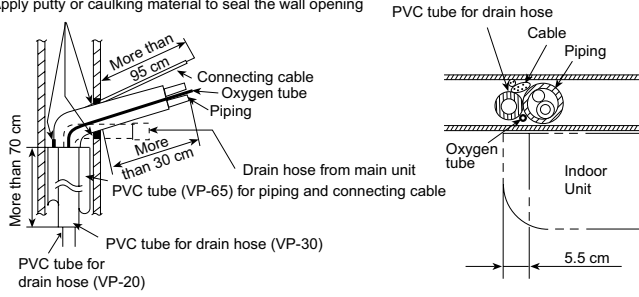 Apply putty or caulking material to seal the wall opening
More than
95 cm
Connecting cable
Oxygen tube
Piping
More
than 30 cm
More than 70 cm
Drain hose from main unit
PVC tube (VP-65) for piping and connecting cable
PVC tube for drain hose (VP-30)
PVC tube for
drain hose (VP-20)
PVC tube for drain hose
Cable
Piping
Oxygen
tube
Indoor
Unit
5.5 cm